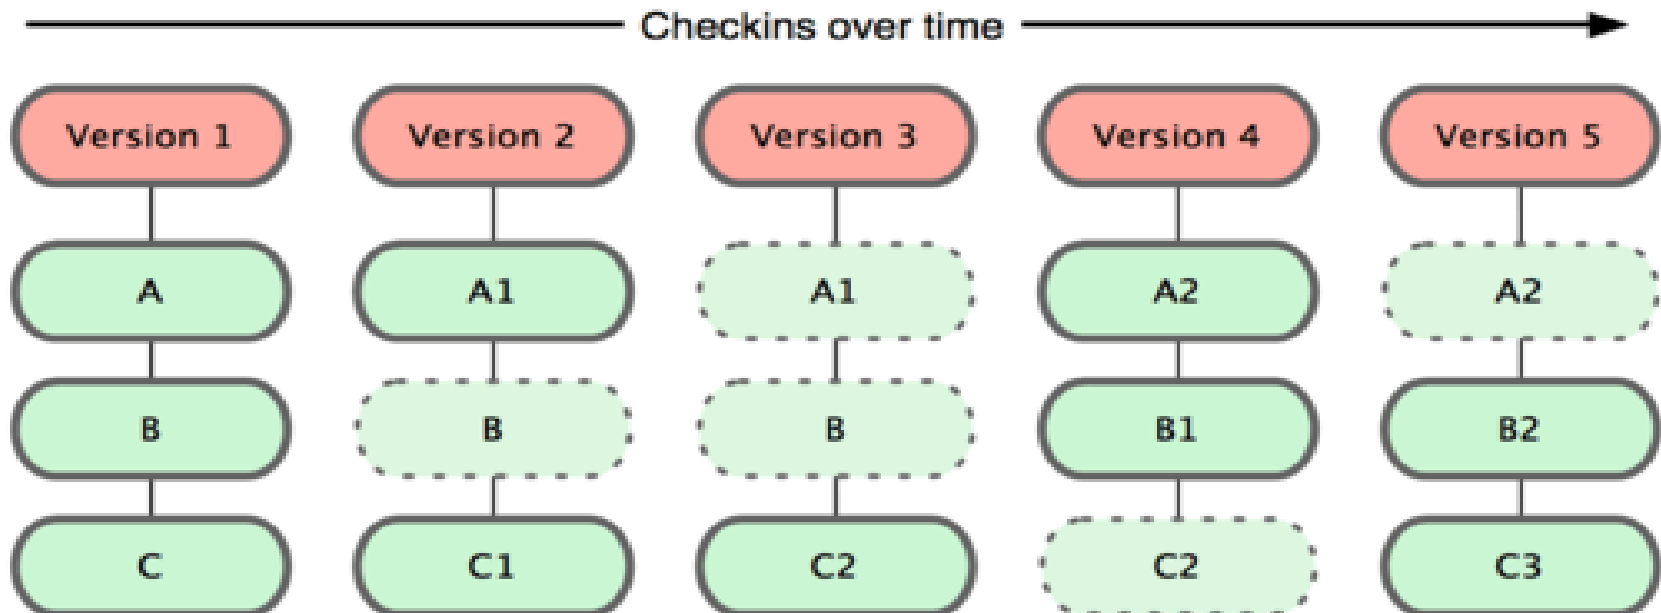 Checkins over time
Version 1 Version 2 Version 3 Version 4 Version 5
A A1 A1 A2 A2
B B B B1 B2
C C1 C2 C2 C3